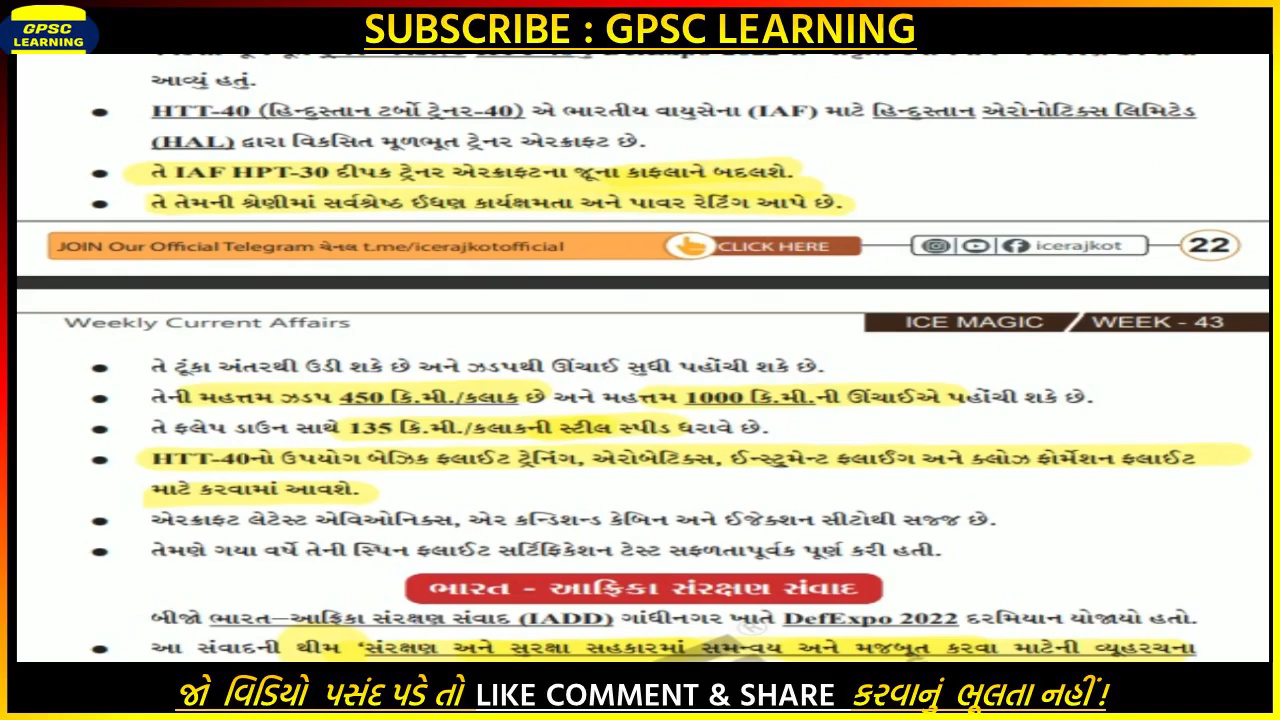 GPSC
LEARNING
SUBSCRIBE : GPSC LEARNING
આવ્યું હતું.
● HTT-40 (હિન્દુસ્તાન ટર્બો ટ્રેનર-40) એ ભારતીય વાયુસેના (IAF) માટે હિન્દુસ્તાન એરોનોટિક્સ લિમિટેડ
(HAL) દ્વારા વિકસિત મૂળભૂત ટ્રેનર એરક્રાફ્ટ છે.
● તે IAF HPT-30 દીપક ટ્રેનર એરક્રાફ્ટના જૂના કાફલાને બદલશે.
● તે તેમની શ્રેણીમાં સર્વશ્રેષ્ઠ ઈંધણ કાર્યક્ષમતા અને પાવર રેટિંગ આપે છે.
JOIN Our Official Telegram ચેનલ t.me/icerajkotofficial CLICK HERE icerajkot 22
Weekly Current Affairs ICE MAGIC WEEK - 43
● તે ટૂંકા અંતરથી ઉડી શકે છે અને ઝડપથી ઊંચાઈ સુધી પહોંચી શકે છે.
● તેની મહત્તમ ઝડપ 450 કિ.મી./કલાક છે અને મહત્તમ 1000 કિ.મી.ની ઊંચાઈએ પહોંચી શકે છે.
● તે ફ્લેપ ડાઉન સાથે 135 કિ.મી./કલાકની સ્ટીલ સ્પીડ ધરાવે છે.
● HTT-40નો ઉપયોગ બેઝિક ફ્લાઈટ ટ્રેનિંગ, એરોબેટિક્સ, ઈન્સ્ટ્રુમેન્ટ ફ્લાઈંગ અને ક્લોઝ ફોર્મેશન ફ્લાઈટ
માટે કરવામાં આવશે.
● એરક્રાફ્ટ લેટેસ્ટ એવિઓનિક્સ, એર કન્ડિશન્ડ કેબિન અને ઈજેક્શન સીટોથી સજ્જ છે.
● તેમણે ગયા વર્ષે તેની સ્પિન ફ્લાઈટ સર્ટિફિકેશન ટેસ્ટ સફળતાપૂર્વક પૂર્ણ કરી હતી.
ભારત - આફ્રિકા સંરક્ષણ સંવાદ
બીજો ભારત–આફ્રિકા સંરક્ષણ સંવાદ (IADD) ગાંધીનગર ખાતે DefExpo 2022 દરમિયાન યોજાયો હતો.
● આ સંવાદની થીમ ‘સંરક્ષણ અને સુરક્ષા સહકારમાં સમન્વય અને મજબૂત કરવા માટેની વ્યૂહરચના
જો વિડિયો પસંદ પડે તો LIKE COMMENT & SHARE કરવાનું ભૂલતા નહીં!